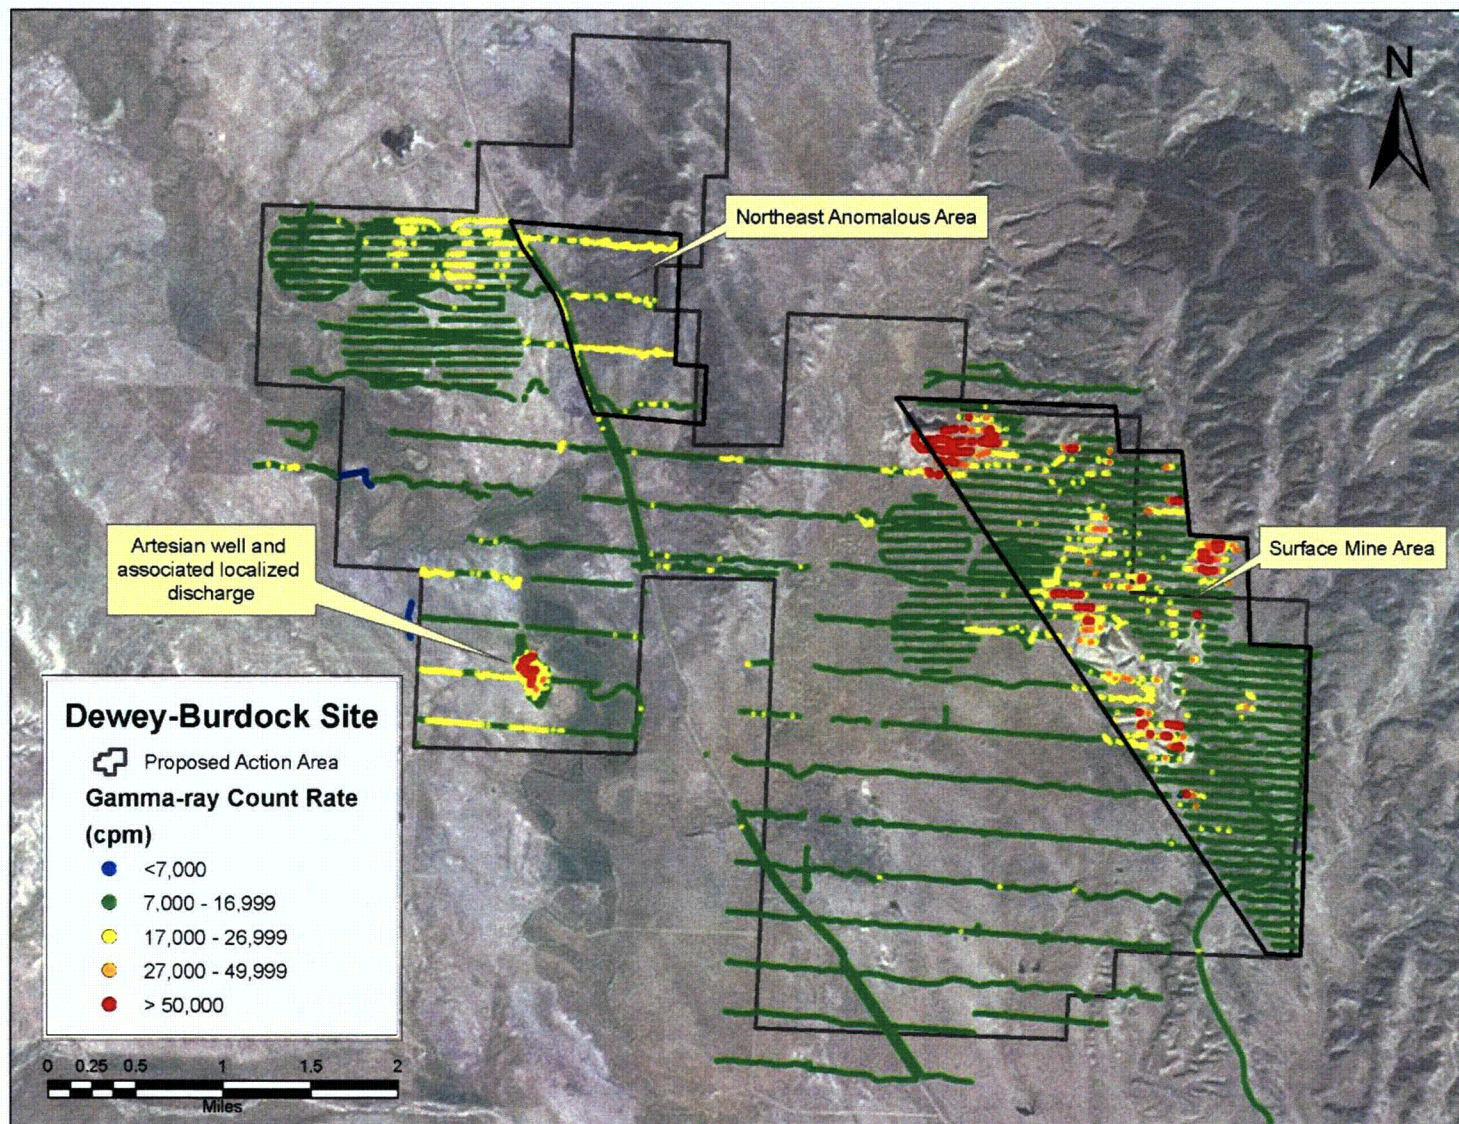 N
Northeast Anomalous Area
Surface Mine Area
Artesian well and
associated localized
discharge
Dewey-Burdock Site
Proposed Action Area
Gamma-ray Count Rate
(cpm)
<7,000
7,000 - 16,999
17,000 - 26,999
27,000 - 49,999
> 50,000
0 0.25 0.5 1 1.5 2
Miles